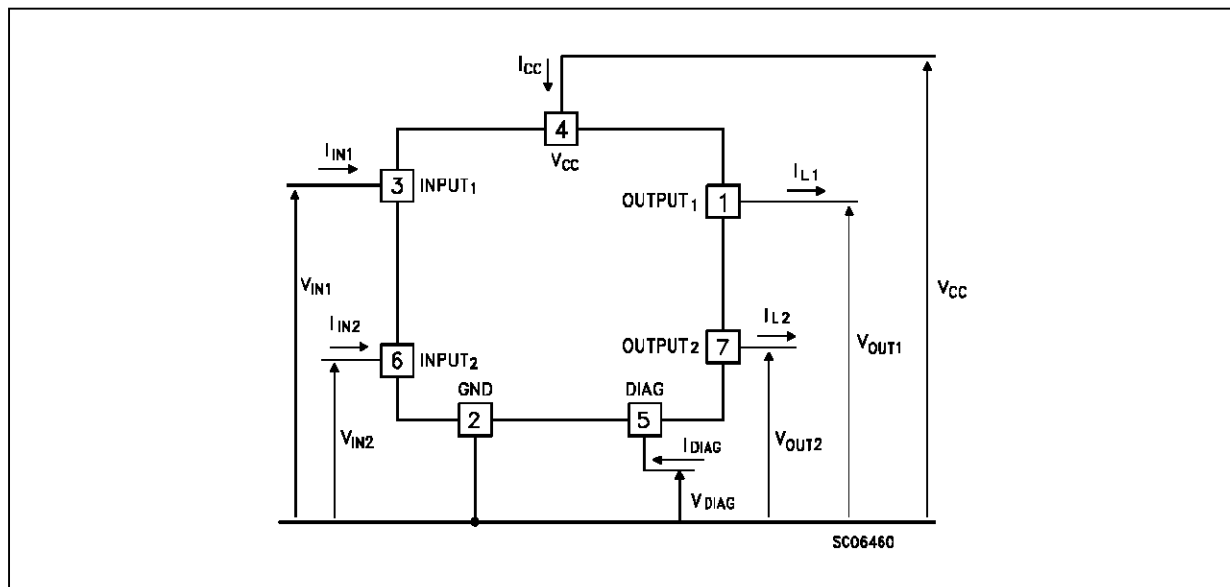 I_CC
4
V_CC
I_IN1
3 INPUT_1
OUTPUT_1 1
I_L1
V_IN1
V_CC
I_IN2
6 INPUT_2
OUTPUT_2 7
I_L2
V_OUT1
GND
2
DIAG
5
V_IN2
I_DIAG
V_OUT2
V_DIAG
SC06460